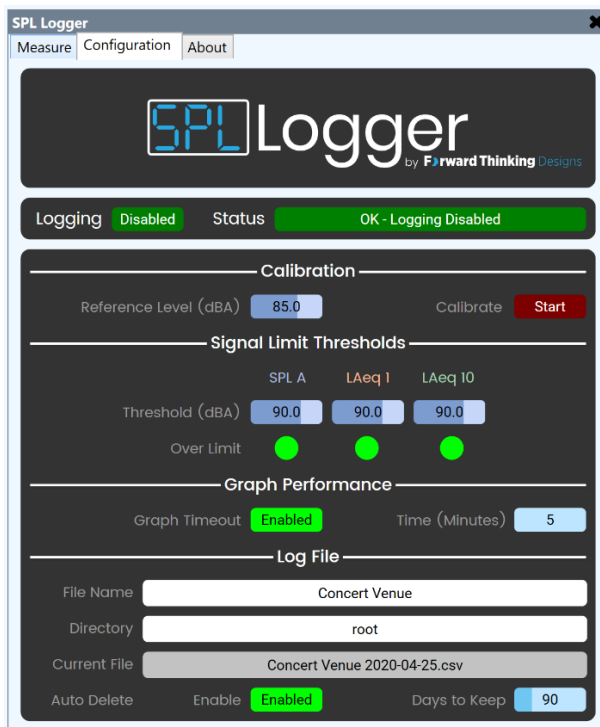 SPL Logger
Measure Configuration About
SPL Logger
by Forward Thinking Designs
Logging Disabled Status OK - Logging Disabled
Calibration
Reference Level (dBA) 85.0 Calibrate Start
Signal Limit Thresholds
SPL A LAeq 1 LAeq 10
Threshold (dBA) 90.0 90.0 90.0
Over Limit
Graph Performance
Graph Timeout Enabled Time (Minutes) 5
Log File
File Name Concert Venue
Directory root
Current File Concert Venue 2020-04-25.csv
Auto Delete Enable Enabled Days to Keep 90